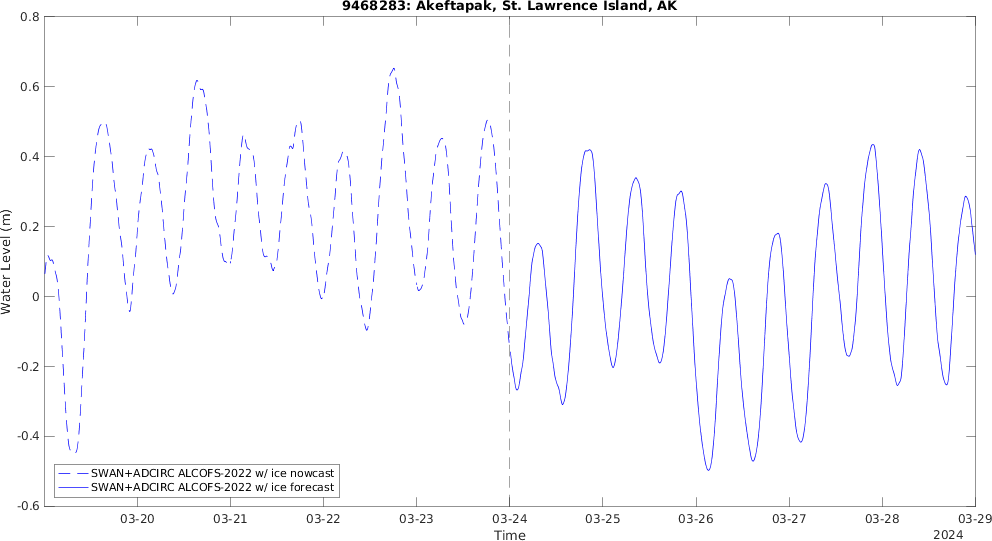 9468283: Akeftapak, St. Lawrence Island, AK
0.8
0.6
0.4
0.2
0
-0.2
-0.4
-0.6
Water Level (m)
SWAN+ADCIRC ALCOFS-2022 w/ ice nowcast
SWAN+ADCIRC ALCOFS-2022 w/ ice forecast
03-20 03-21 03-22 03-23 03-24 03-25 03-26 03-27 03-28 03-29
Time
2024